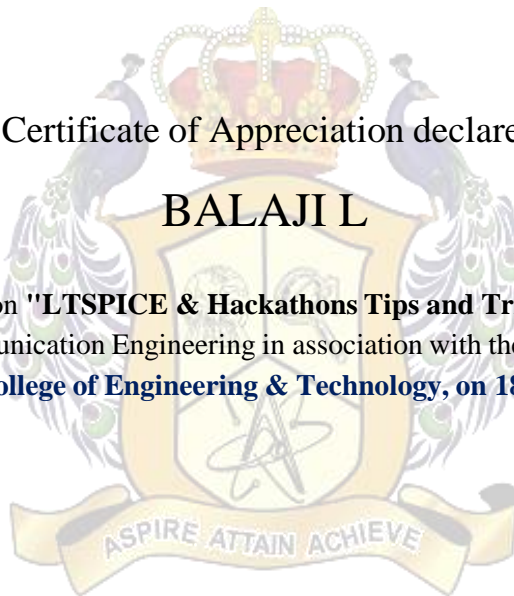 Certificate of Appreciation declare
BALAJI L
on "LTSPICE & Hackathons Tips and Tr
unication Engineering in association with the
ollege of Engineering & Technology, on 18
ASPIRE ATTAIN ACHIEVE